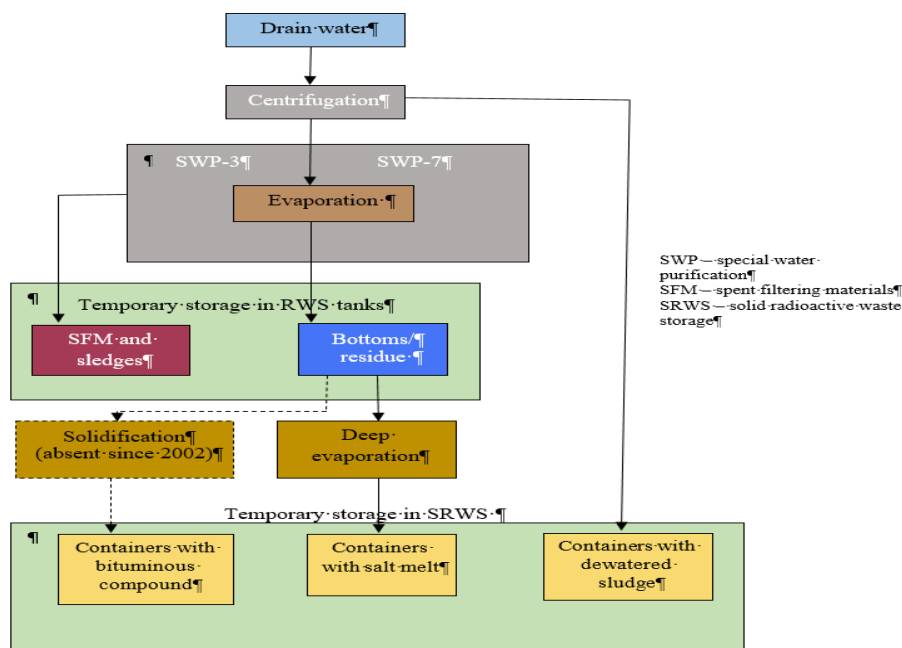 Drain·water¶
Centrifugation¶
¶ SWP-3¶ SWP-7¶
Evaporation·¶
SWP·–·special·water·
purification¶
SFM·–·spent·filtering·materials¶
SRWS·–·solid·radioactive·waste·
storage¶
¶
Temporary·storage·in·RWS·tanks¶
SFM·and·
sledges¶
Bottoms/¶
residue·¶
Solidification¶
(absent·since·2002)¶
Deep·
evaporation¶
Temporary·storage·in·SRWS·¶
¶
Containers·with·
bituminous·
compound¶
Containers·
with·salt·melt¶
Containers·with·
dewatered·
sludge¶